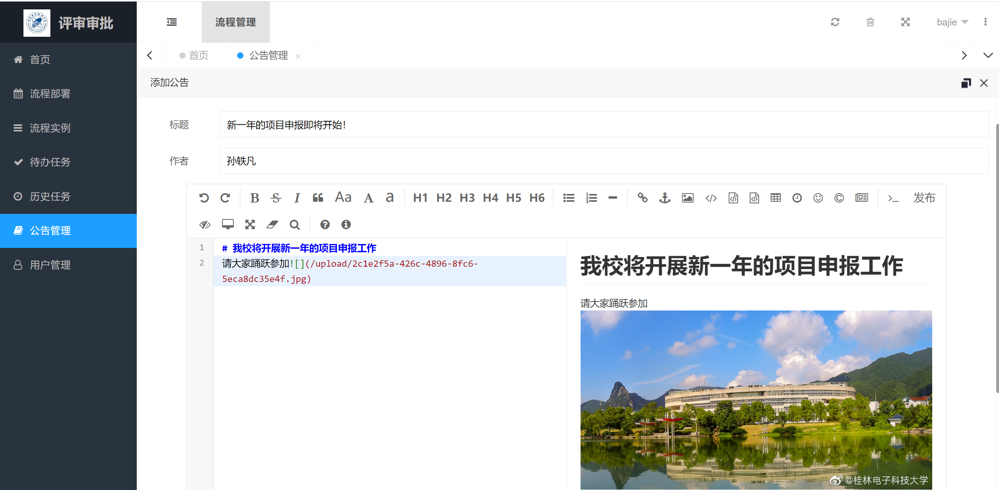 评审审批
流程管理
bajie
首页
公告管理
添加公告
首页
流程部署
流程实例
待办任务
历史任务
公告管理
用户管理
标题
新一年的项目申报即将开始！
作者
孙轶凡
B S I Aa A a H1 H2 H3 H4 H5 H6 发布
1 # 我校将开展新一年的项目申报工作
2 请大家踊跃参加![](/upload/2c1e2f5a-426c-4896-8fc6-
5eca8dc35e4f.jpg)
我校将开展新一年的项目申报工作
请大家踊跃参加
@桂林电子科技大学